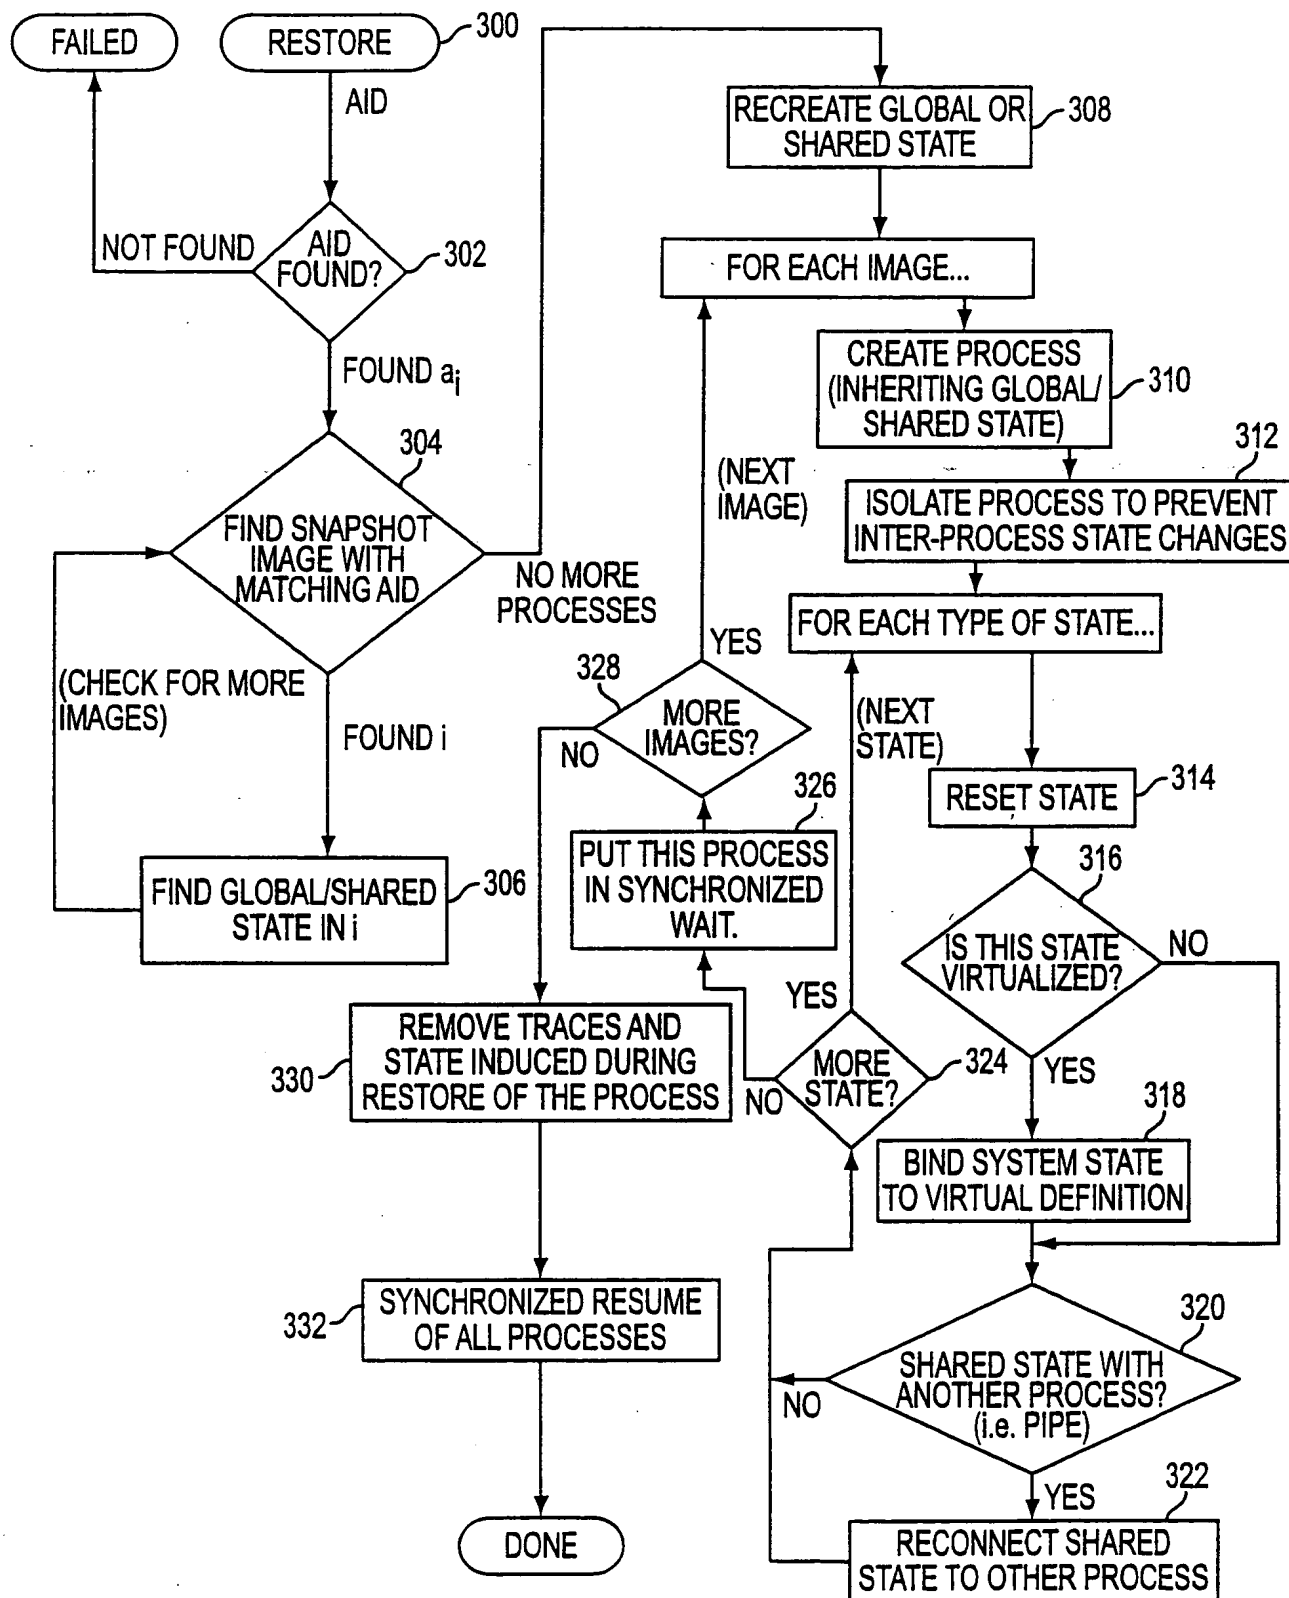 FAILED
RESTORE
300
AID
NOT FOUND
AID
FOUND?
302
FOUND ai
304
FIND SNAPSHOT
IMAGE WITH
MATCHING AID
NO MORE
PROCESSES
(CHECK FOR MORE
IMAGES)
FOUND i
FIND GLOBAL/SHARED
STATE IN i
306
RECREATE GLOBAL OR
SHARED STATE
308
FOR EACH IMAGE...
CREATE PROCESS
(INHERITING GLOBAL/
SHARED STATE)
310
312
ISOLATE PROCESS TO PREVENT
INTER-PROCESS STATE CHANGES
FOR EACH TYPE OF STATE...
(NEXT
IMAGE)
YES
328
MORE
IMAGES?
NO
(NEXT
STATE)
RESET STATE
314
326
PUT THIS PROCESS
IN SYNCHRONIZED
WAIT.
316
IS THIS STATE
VIRTUALIZED?
NO
YES
YES
MORE
STATE?
324
NO
318
BIND SYSTEM STATE
TO VIRTUAL DEFINITION
330
REMOVE TRACES AND
STATE INDUCED DURING
RESTORE OF THE PROCESS
332
SYNCHRONIZED RESUME
OF ALL PROCESSES
320
SHARED STATE WITH
ANOTHER PROCESS?
(i.e. PIPE)
NO
YES
322
RECONNECT SHARED
STATE TO OTHER PROCESS
DONE